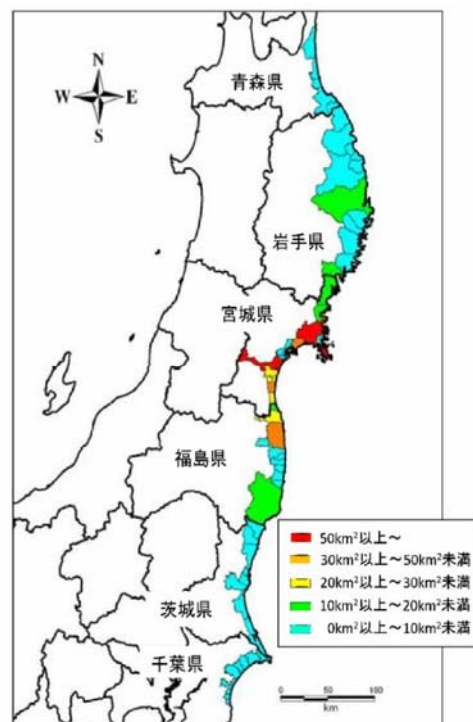 N
W E
S
青森県
岩手県
宮城県
福島県
茨城県
千葉県
50km²以上～
30km²以上～50km²未満
20km²以上～30km²未満
10km²以上～20km²未満
0km²以上～10km²未満
0 50 100
km